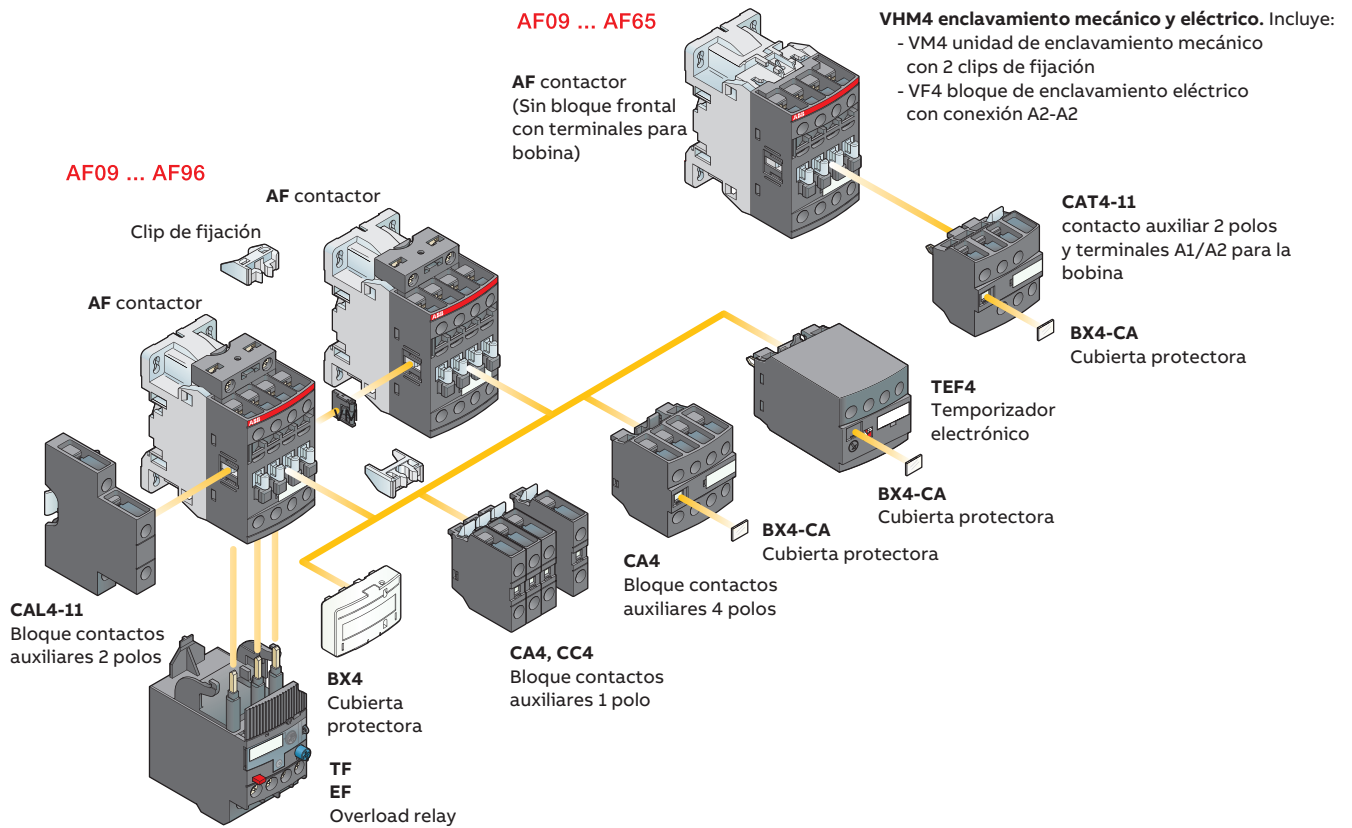 AF09 ... AF65
VHM4 enclavamiento mecánico y eléctrico. Incluye:
- VM4 unidad de enclavamiento mecánico
con 2 clips de fijación
- VF4 bloque de enclavamiento eléctrico
con conexión A2-A2
AF contactor
(Sin bloque frontal
con terminales para
bobina)
ABB
AF09 ... AF96
AF contactor
Clip de fijación
AF contactor
ABB
ABB
CAT4-11
contacto auxiliar 2 polos
y terminales A1/A2 para la
bobina
BX4-CA
Cubierta protectora
TEF4
Temporizador
electrónico
BX4-CA
Cubierta protectora
BX4-CA
Cubierta protectora
CA4
Bloque contactos
auxiliares 4 polos
CAL4-11
Bloque contactos
auxiliares 2 polos
CA4, CC4
Bloque contactos
auxiliares 1 polo
BX4
Cubierta
protectora
TF
EF
Overload relay